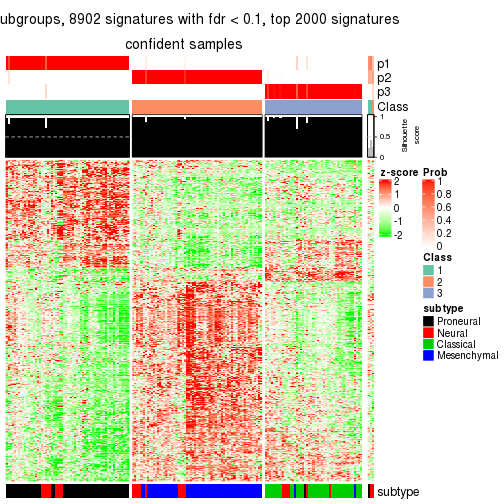 ubgroups, 8902 signatures with fdr < 0.1, top 2000 signatures
confident samples
p1
p2
p3
Class
1
0.5
0
Silhouette
score
z-score
2
1
0
-1
-2
Prob
1
0.8
0.6
0.4
0.2
0
Class
1
2
3
subtype
Proneural
Neural
Classical
Mesenchymal
subtype